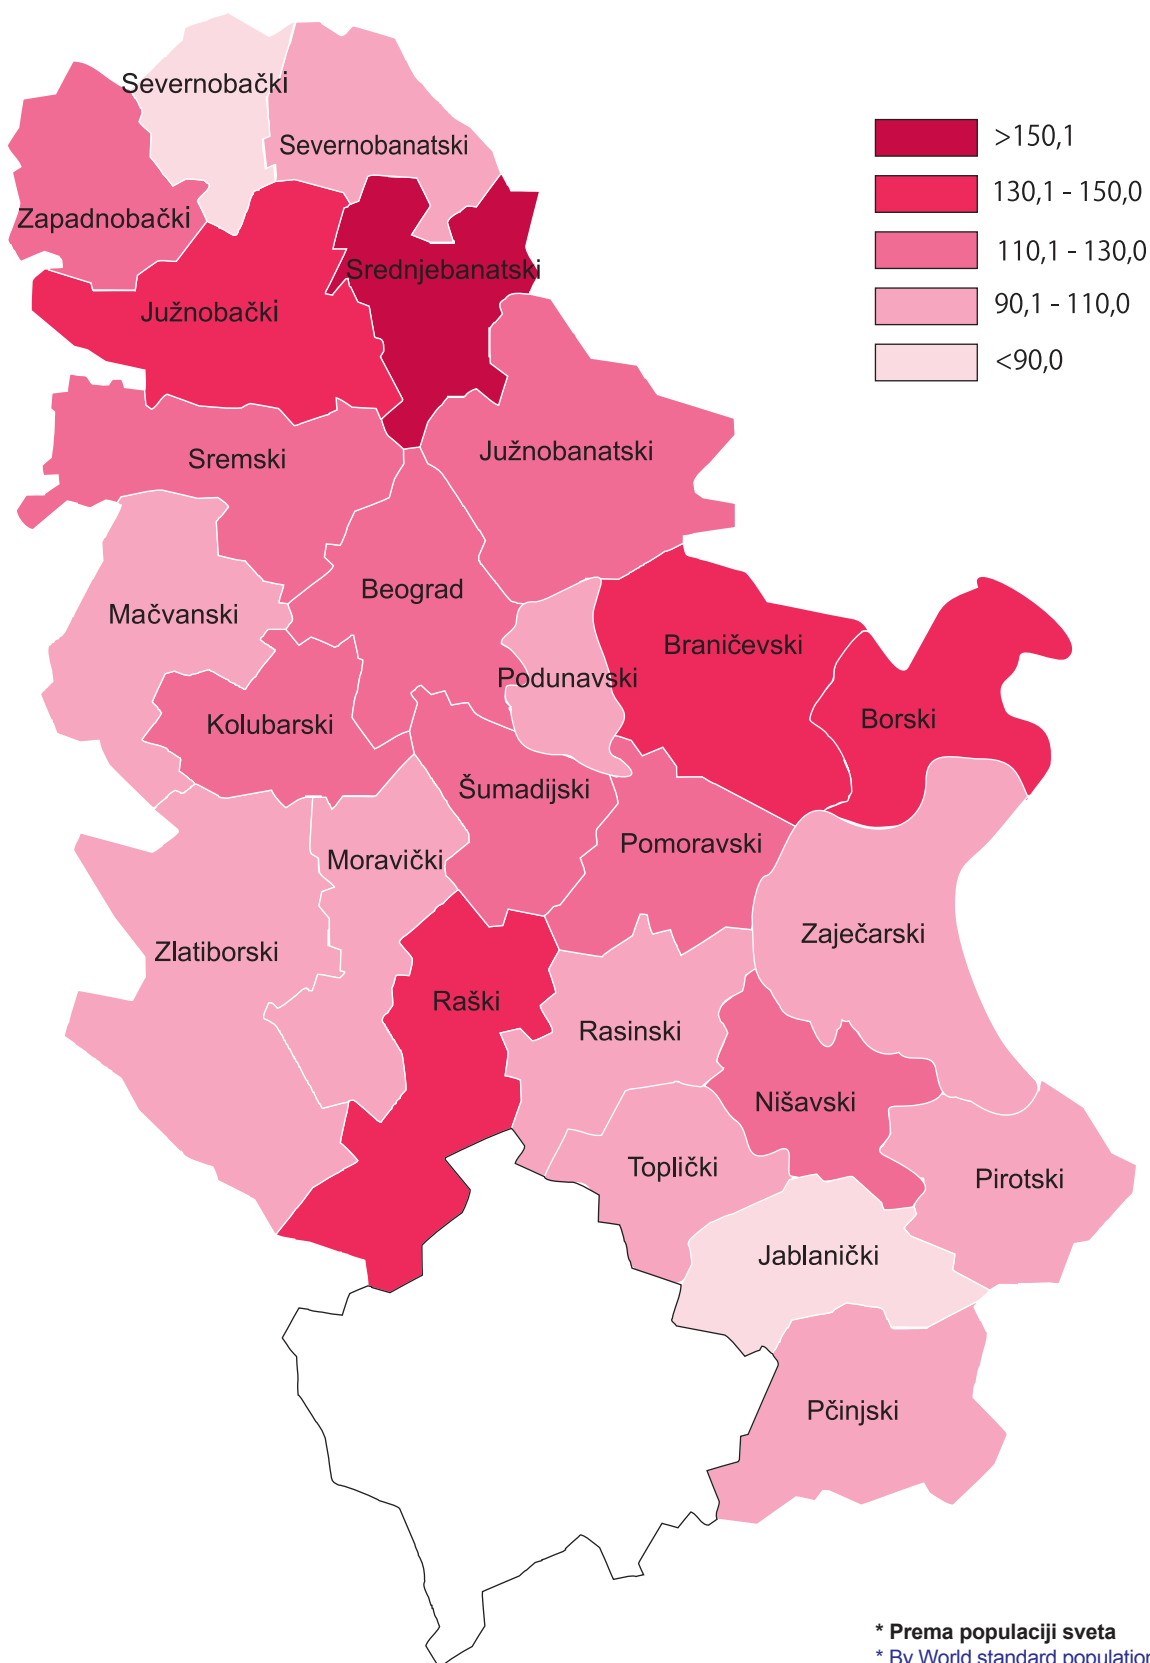 Severnobački
Severnobanatski
Zapadnobački
Srednjebanatski
Južnobački
>150,1
130,1 - 150,0
110,1 - 130,0
90,1 - 110,0
<90,0
Sremski
Južnobanatski
Beograd
Mačvanski
Braničevski
Podunavski
Borski
Kolubarski
Šumadijski
Pomoravski
Moravički
Zaječarski
Zlatiborski
Raški
Rasinski
Nišavski
Toplički
Pirotski
Jablanički
Pčinjski
* Prema populaciji sveta
* By World standard population